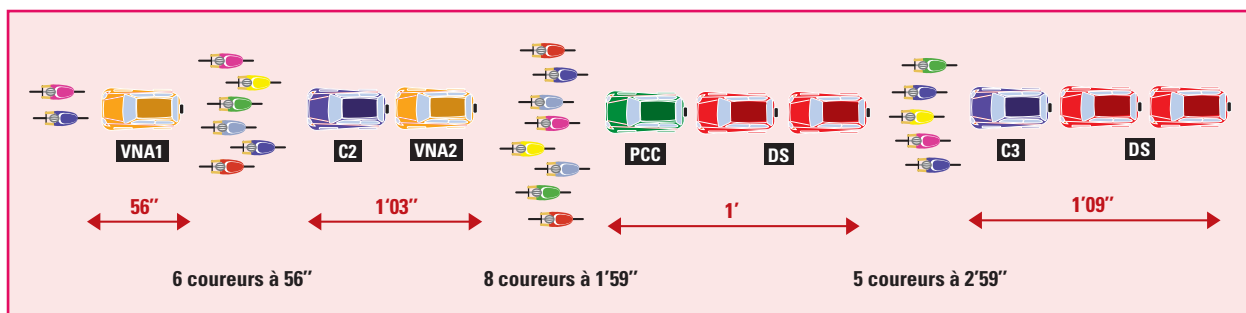 VNA1
C2
VNA2
PCC
DS
C3
DS
56’’
1‘03’’
1’
1‘09’’
6 coureurs à 56’’
8 coureurs à 1’59’’
5 coureurs à 2’59’’